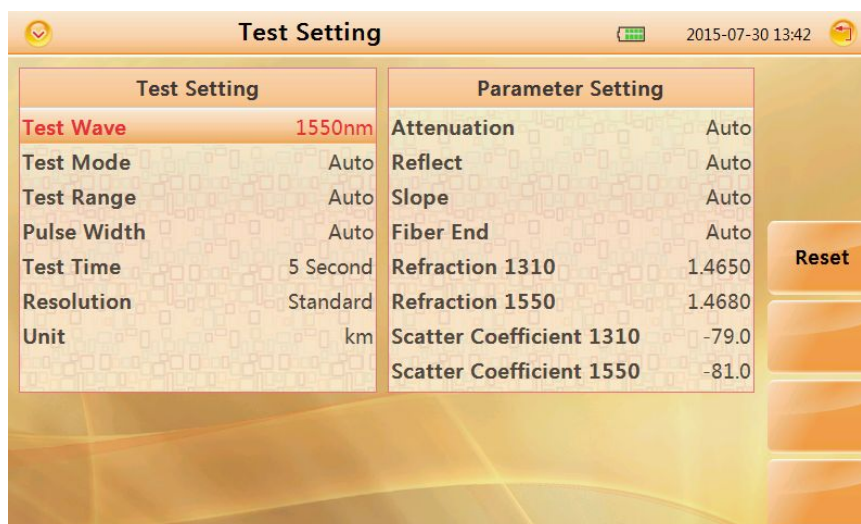 Test Setting
2015-07-30 13:42
Test Setting
Test Wave 1550nm
Test Mode Auto
Test Range Auto
Pulse Width Auto
Test Time 5 Second
Resolution Standard
Unit km
Parameter Setting
Attenuation Auto
Reflect Auto
Slope Auto
Fiber End Auto
Refraction 1310 1.4650
Refraction 1550 1.4680
Scatter Coefficient 1310 -79.0
Scatter Coefficient 1550 -81.0
Reset